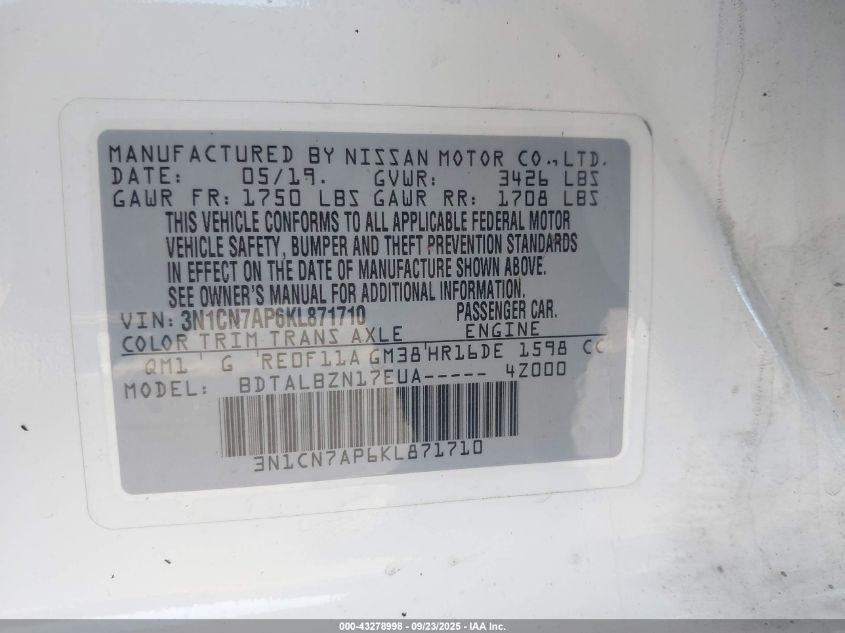 MANUFACTURED BY NISSAN MOTOR CO., LTD.
DATE: 05/19. GVWR: 3426 LBS
GAWR FR: 1750 LBS GAWR RR: 1708 LBS
THIS VEHICLE CONFORMS TO ALL APPLICABLE FEDERAL MOTOR
VEHICLE SAFETY, BUMPER AND THEFT PREVENTION STANDARDS
IN EFFECT ON THE DATE OF MANUFACTURE SHOWN ABOVE.
SEE OWN'S MANUAL FOR ADDITIONAL INFORMATION.
VIN: 3N1CN7AP6KL871710 PASSENGER CAR.
COLOR TRIM TRANS AXLE ENGINE
QM1 G RE0F11A GM38 HR16DE 1598 CC
MODEL: BDTALBZN17EUA----- 4Z000
3N1CN7AP6KL871710
000-43278998 - 09/23/2025 - IAA Inc.